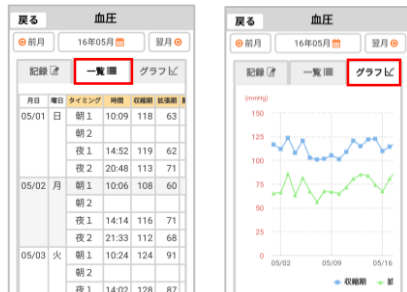 戻る 血圧
前月 16年05月 翌月
記録 一覧 グラフ
月日 曜日 タイミング 時間 収縮期 拡張期
05/01 日 朝1 10:09 118 63
朝2
夜1 14:52 119 62
夜2 20:48 113 71
05/02 月 朝1 10:06 108 60
朝2
夜1 14:14 116 71
夜2 21:33 112 68
05/03 火 朝1 10:24 124 91
朝2
夜1 14:02 128 87
戻る 血圧
前月 16年05月 翌月
記録 一覧 グラフ
(mmHg)
150
125
100
75
50
25
0
05/02 05/09 05/16
収縮期